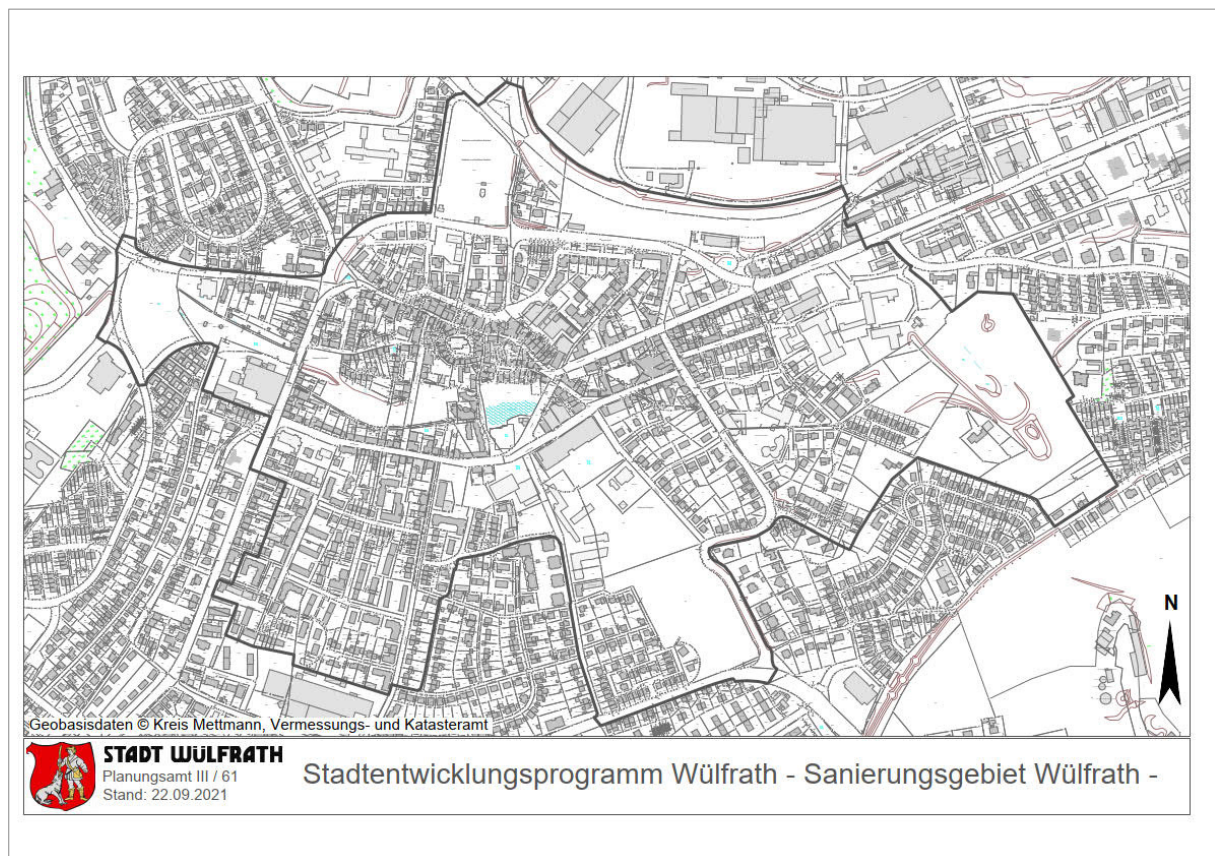 N
Geobasisdaten © Kreis Mettmann, Vermessungs- und Katasteramt
STADT WÜLFRATH
Planungsamt III / 61
Stand: 22.09.2021
Stadtentwicklungsprogramm Wülfrath - Sanierungsgebiet Wülfrath -